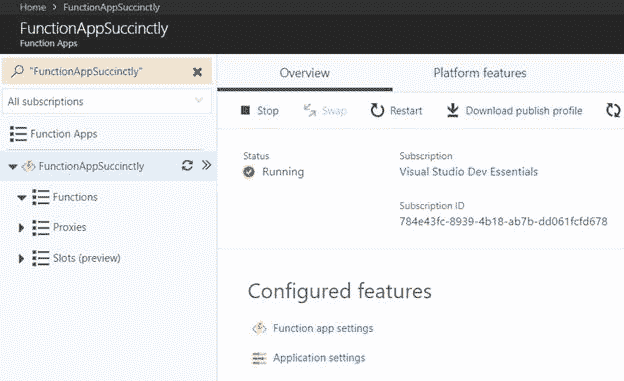 Home > FunctionAppSuccinctly
FunctionAppSuccinctly
Function Apps
"FunctionAppSuccinctly"
All subscriptions
Function Apps
FunctionAppSuccinctly
Functions
Proxies
Slots (preview)
Overview Platform features
Stop Swap Restart Download publish profile
Status Subscription
Running Visual Studio Dev Essentials
Subscription ID
784e43fc-8939-4b18-ab7b-dd061fcfd678
Configured features
Function app settings
Application settings